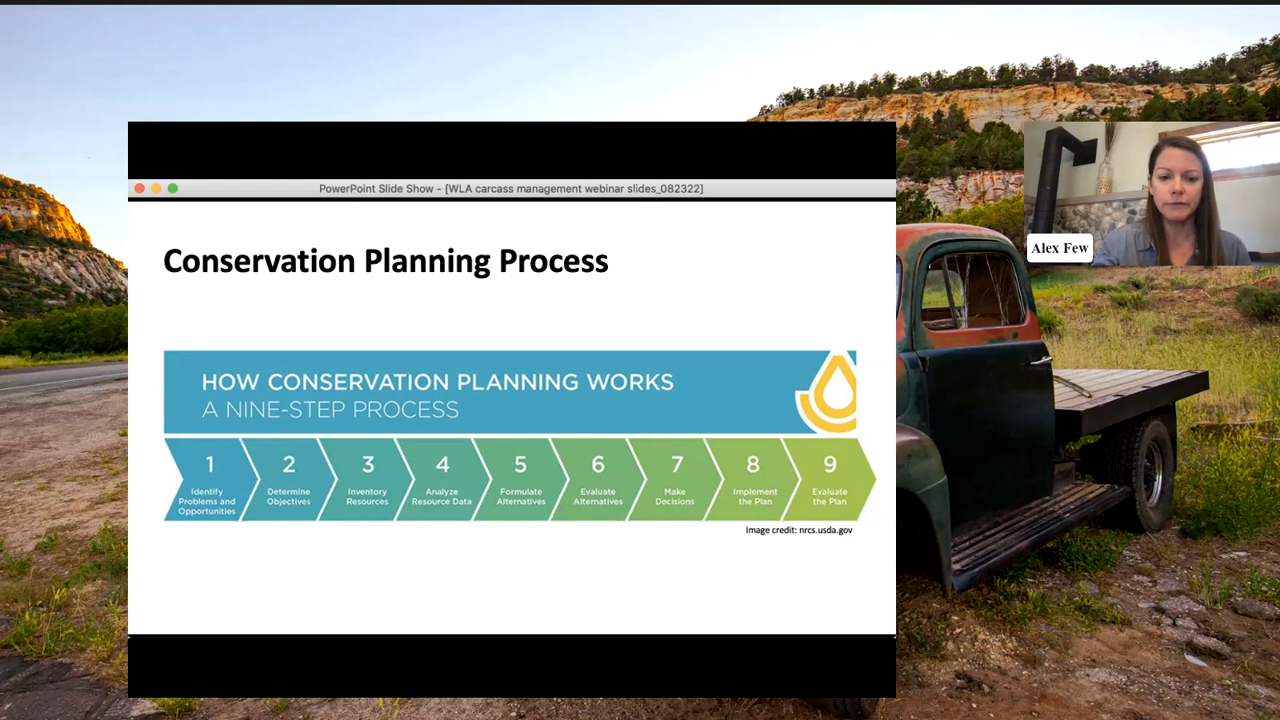 PowerPoint Slide Show - [WLA carcass management webinar slides_082322]
Alex Few
Conservation Planning Process
HOW CONSERVATION PLANNING WORKS
A NINE-STEP PROCESS
1
Identify
Problems and
Opportunities
2
Determine
Objectives
3
Inventory
Resources
4
Analyze
Resource Data
5
Formulate
Alternatives
6
Evaluate
Alternatives
7
Make
Decisions
8
Implement
the Plan
9
Evaluate
the Plan
Image credit: nrcs.usda.gov